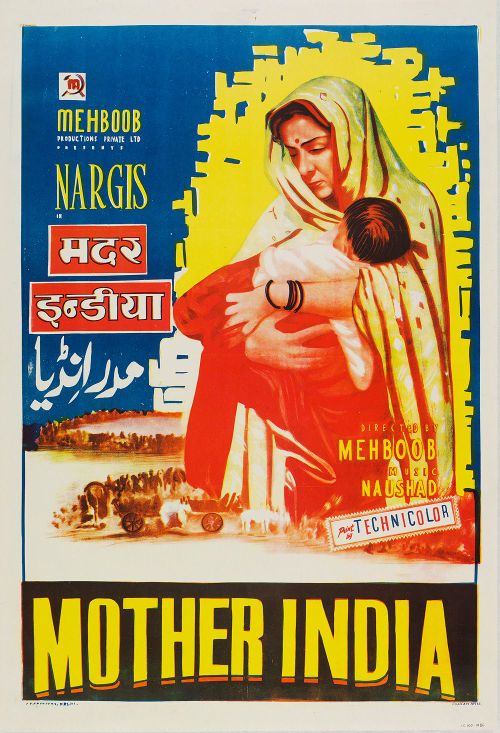 MEHBOOB
PRODUCTIONS PRIVATE LTD
PRESENTS
NARGIS
IN
मदर
इन्डीया
مدر انڈیا
DIRECTED BY
MEHBOOB
MUSIC
NAUSHAD
Print by TECHNICOLOR
MOTHER INDIA